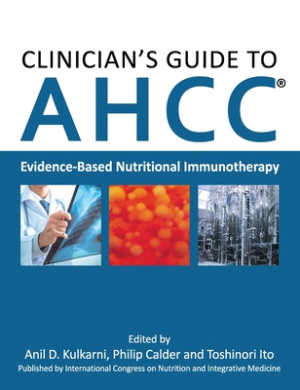 CLINICIAN'S GUIDE TO
AHCC®
Evidence-Based Nutritional Immunotherapy
Edited by
Anil D. Kulkarni, Philip Calder and Toshinori Ito
Published by International Congress on Nutrition and Integrative Medicine